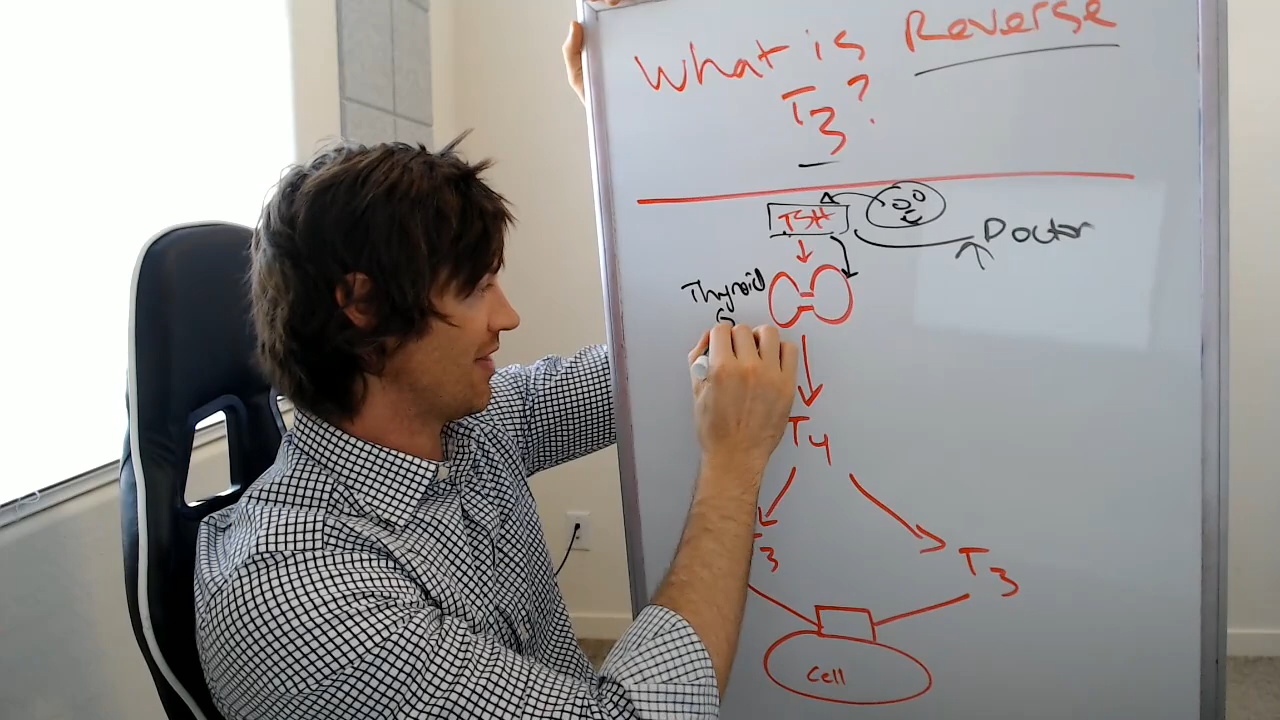 What is Reverse
T3?
TSH
Doctor
Thyroid
T4
3
T3
Cell